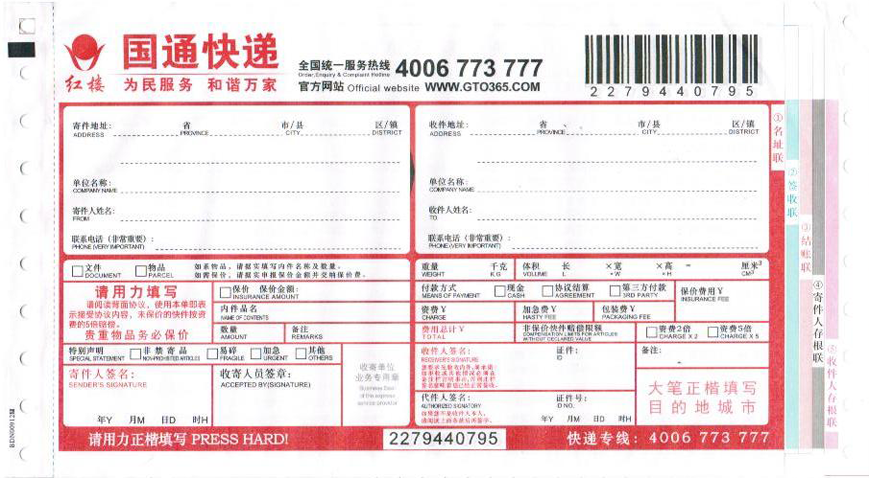 国通快递
红楼 为民服务 和谐万家
全国统一服务热线 4006 773 777
Order,Enquiry & Complaint Hotline
官方网站 Official website WWW.GTO365.COM
2279440795
寄件地址: 省 市/县 区/镇
ADDRESS PROVINCE CITY DISTRICT
单位名称:
COMPANY NAME
寄件人姓名:
FROM
联系电话（非常重要）:
PHONE(VERY IMPORTANT)
收件地址: 省 市/县 区/镇
ADDRESS PROVINCE CITY DISTRICT
单位名称:
COMPANY NAME
收件人姓名:
TO
联系电话（非常重要）:
PHONE(VERY IMPORTANT)
①名址联
②签收联
③结账联
④寄件人存根联
⑤收件人存根联
文件 物品
DOCUMENT PARCEL
如系物品，请据实填写内件名称及数量。
如需保价，请据实申报保价金额并交纳保价费。
请用力填写
请阅读背面协议，使用本单即表
示接受协议内容，未保价的快件按资
费的5倍赔偿。
贵重物品务必保价
保价 保价金额:
INSURANCE AMOUNT
内件品名
NAME OF CONTENTS
数量 备注
AMOUNT REMARKS
特别声明 非禁寄品 易碎 加急 其他
SPECIAL STATEMENT NON-PROHIBITED ARTICLES FRAGILE URGENT OTHERS
寄件人签名:
SENDER'S SIGNATURE
年Y 月M 日D 时H
收寄人员签章:
ACCEPTED BY(SIGNATURE)
收寄单位
业务专用章
Business Seal
of the express
service provider
重量 千克 体积 长 ×宽 ×高 = 厘米³
WEIGHT K.G VOLUME L ×W ×H CM³
付款方式 现金 协议结算 第三方付款
MEANS OF PAYMENT CASH AGREEMENT 3RD PARTY
保价费用¥
INSURANCE FEE
资费¥ 加急费¥ 包装费¥
CHARGE HASTY FEE PACKAGING FEE
费用总计¥ 非保价快件赔偿限额 资费2倍 资费5倍
TOTAL COMPENSATION LIMITS FOR ARTICLES WITHOUT DECLARED VALUE CHARGE X 2 CHARGE X 5
收件人签名: 证件: 备注:
RECEIVER'S SIGNATURE ID
代件人签名: 证件号:
AUTHORIZED SIGNATORY ID NO.
年Y 月M 日D 时H
大笔正楷填写
目的地城市
请用力正楷填写 PRESS HARD!
2279440795
快递专线: 4006 773 777